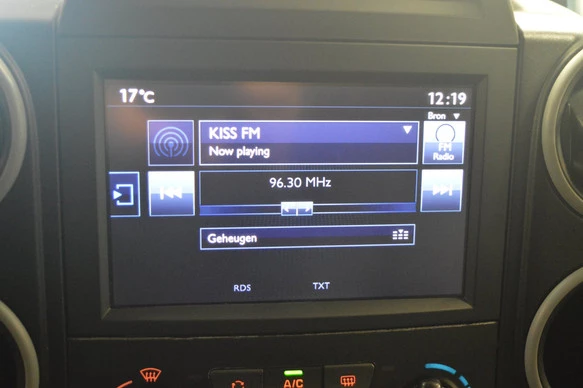 17°C
12:19
Bron
KISS FM
Now playing
FM
Radio
96.30 MHz
Geheugen
RDS TXT
A/C